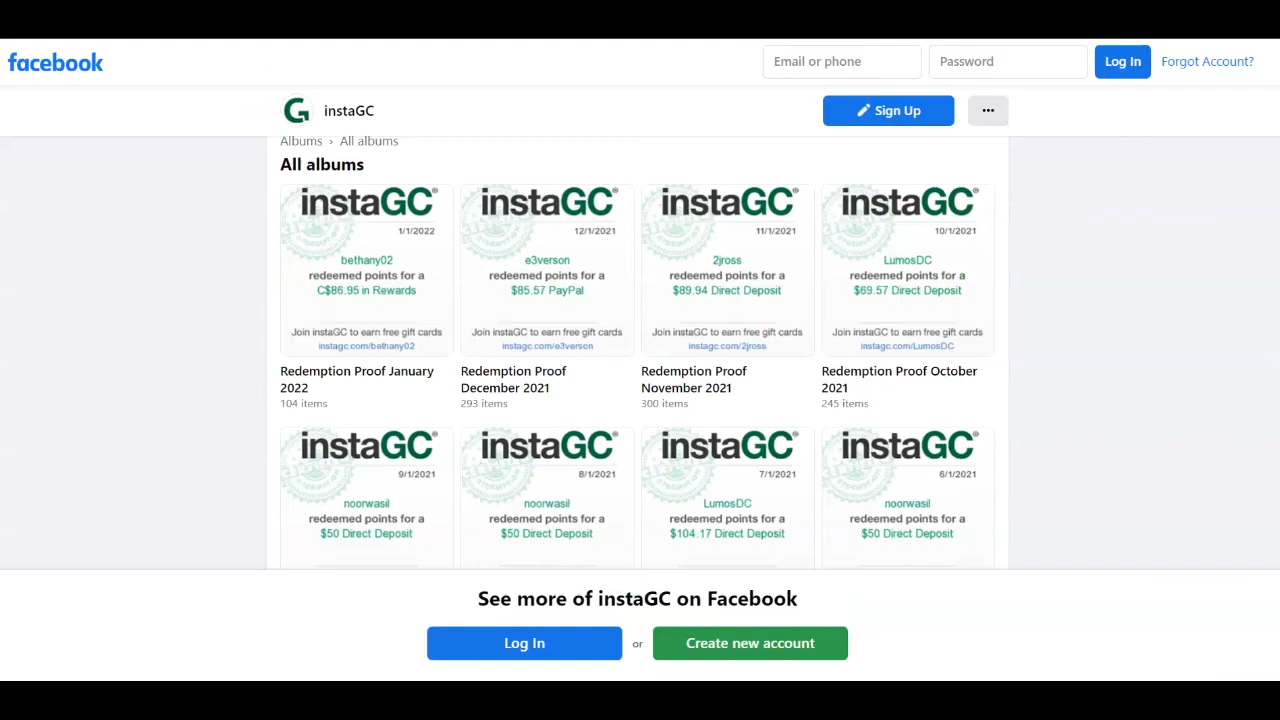 facebook
Email or phone
Password
Log In
Forgot Account?
instaGC
Sign Up
Albums › All albums
All albums
instaGC®
1/1/2022
bethany02
redeemed points for a
C$86.95 in Rewards
Join instaGC to earn free gift cards
instagc.com/bethany02
Redemption Proof January
2022
104 items
instaGC®
12/1/2021
e3verson
redeemed points for a
$85.57 PayPal
Join instaGC to earn free gift cards
instagc.com/e3verson
Redemption Proof
December 2021
293 items
instaGC®
11/1/2021
2jross
redeemed points for a
$89.94 Direct Deposit
Join instaGC to earn free gift cards
instagc.com/2jross
Redemption Proof
November 2021
300 items
instaGC®
10/1/2021
LumosDC
redeemed points for a
$69.57 Direct Deposit
Join instaGC to earn free gift cards
instagc.com/LumosDC
Redemption Proof October
2021
245 items
instaGC®
9/1/2021
noorwasil
redeemed points for a
$50 Direct Deposit
instaGC®
8/1/2021
noorwasil
redeemed points for a
$50 Direct Deposit
instaGC®
7/1/2021
LumosDC
redeemed points for a
$104.17 Direct Deposit
instaGC®
6/1/2021
noorwasil
redeemed points for a
$50 Direct Deposit
See more of instaGC on Facebook
Log In
or
Create new account